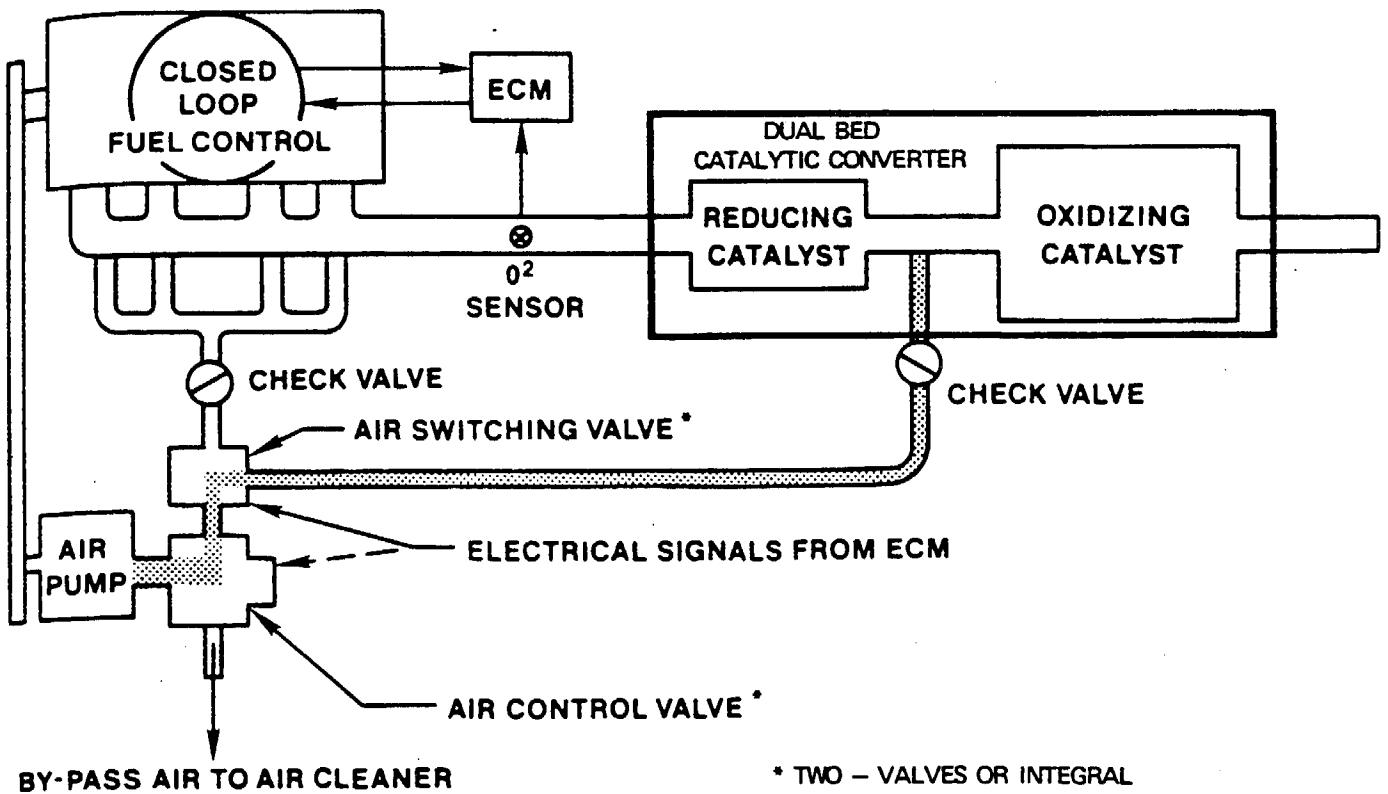 CLOSED
LOOP
FUEL CONTROL
ECM
DUAL BED
CATALYTIC CONVERTER
REDUCING
CATALYST
OXIDIZING
CATALYST
O²
SENSOR
CHECK VALVE
CHECK VALVE
AIR SWITCHING VALVE *
AIR
PUMP
ELECTRICAL SIGNALS FROM ECM
AIR CONTROL VALVE *
BY-PASS AIR TO AIR CLEANER
* TWO – VALVES OR INTEGRAL